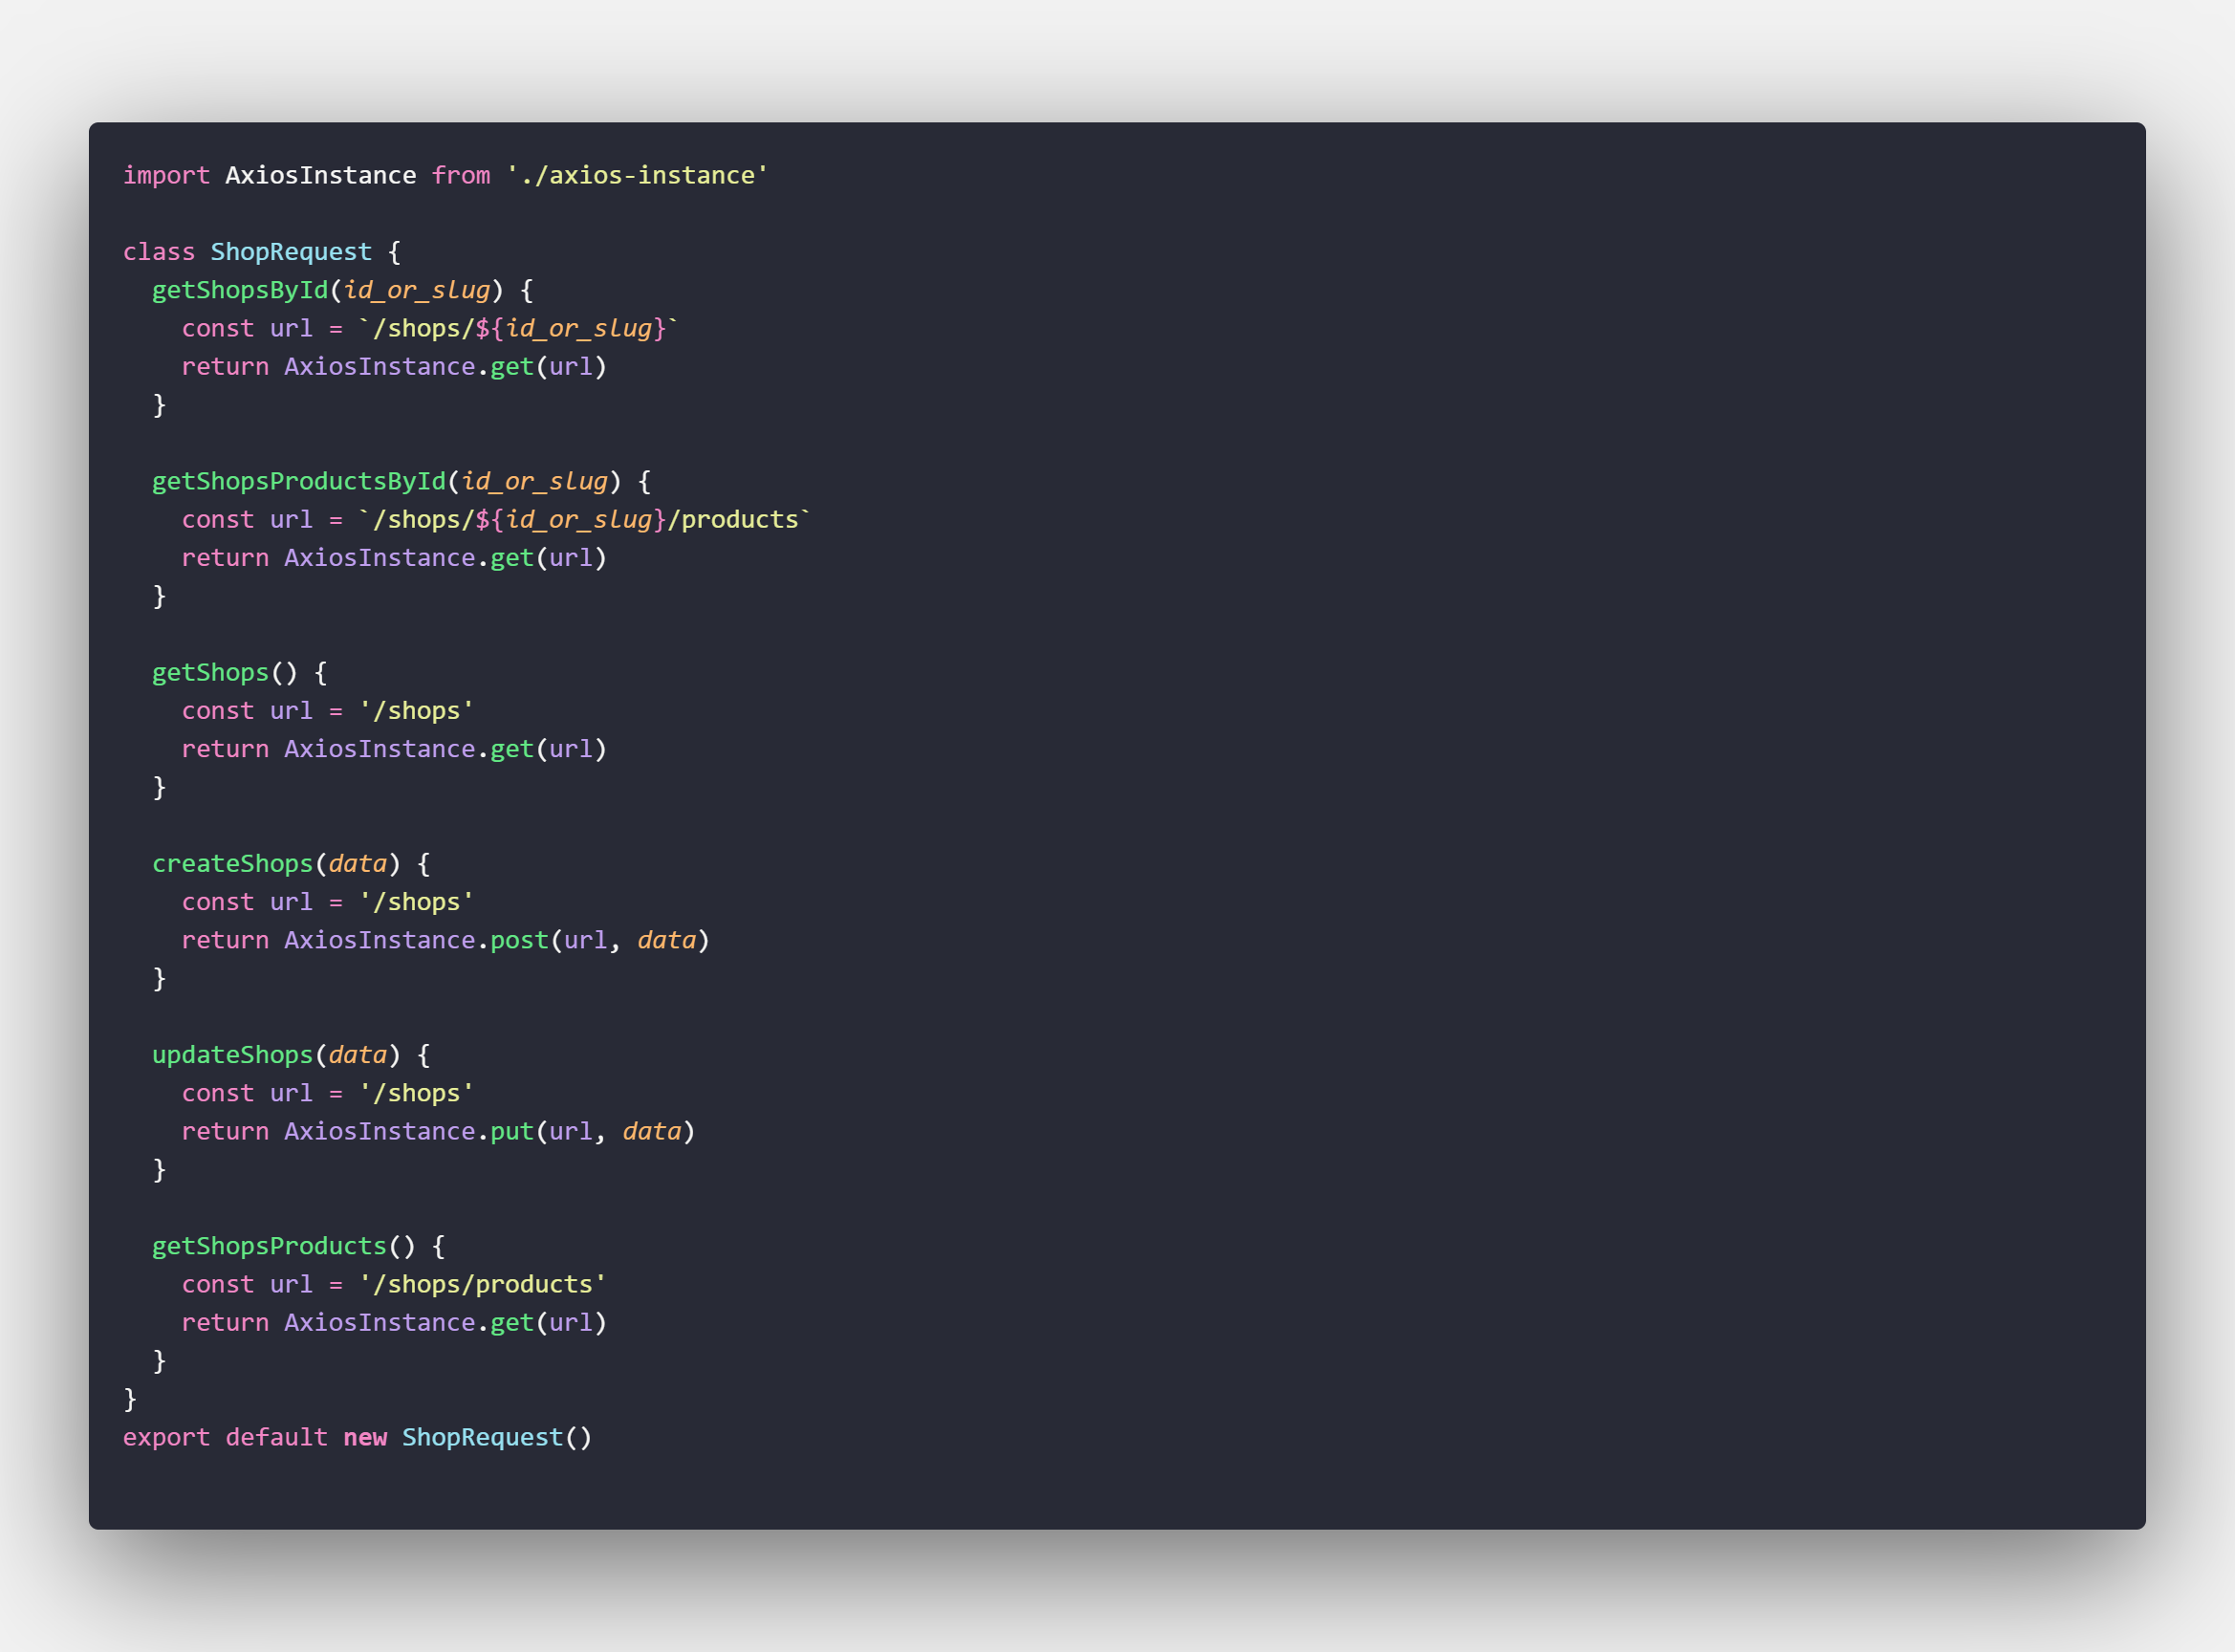 import AxiosInstance from './axios-instance'

class ShopRequest {
  getShopsById(id_or_slug) {
    const url = `/shops/${id_or_slug}`
    return AxiosInstance.get(url)
  }

  getShopsProductsById(id_or_slug) {
    const url = `/shops/${id_or_slug}/products`
    return AxiosInstance.get(url)
  }

  getShops() {
    const url = '/shops'
    return AxiosInstance.get(url)
  }

  createShops(data) {
    const url = '/shops'
    return AxiosInstance.post(url, data)
  }

  updateShops(data) {
    const url = '/shops'
    return AxiosInstance.put(url, data)
  }

  getShopsProducts() {
    const url = '/shops/products'
    return AxiosInstance.get(url)
  }
}
export default new ShopRequest()